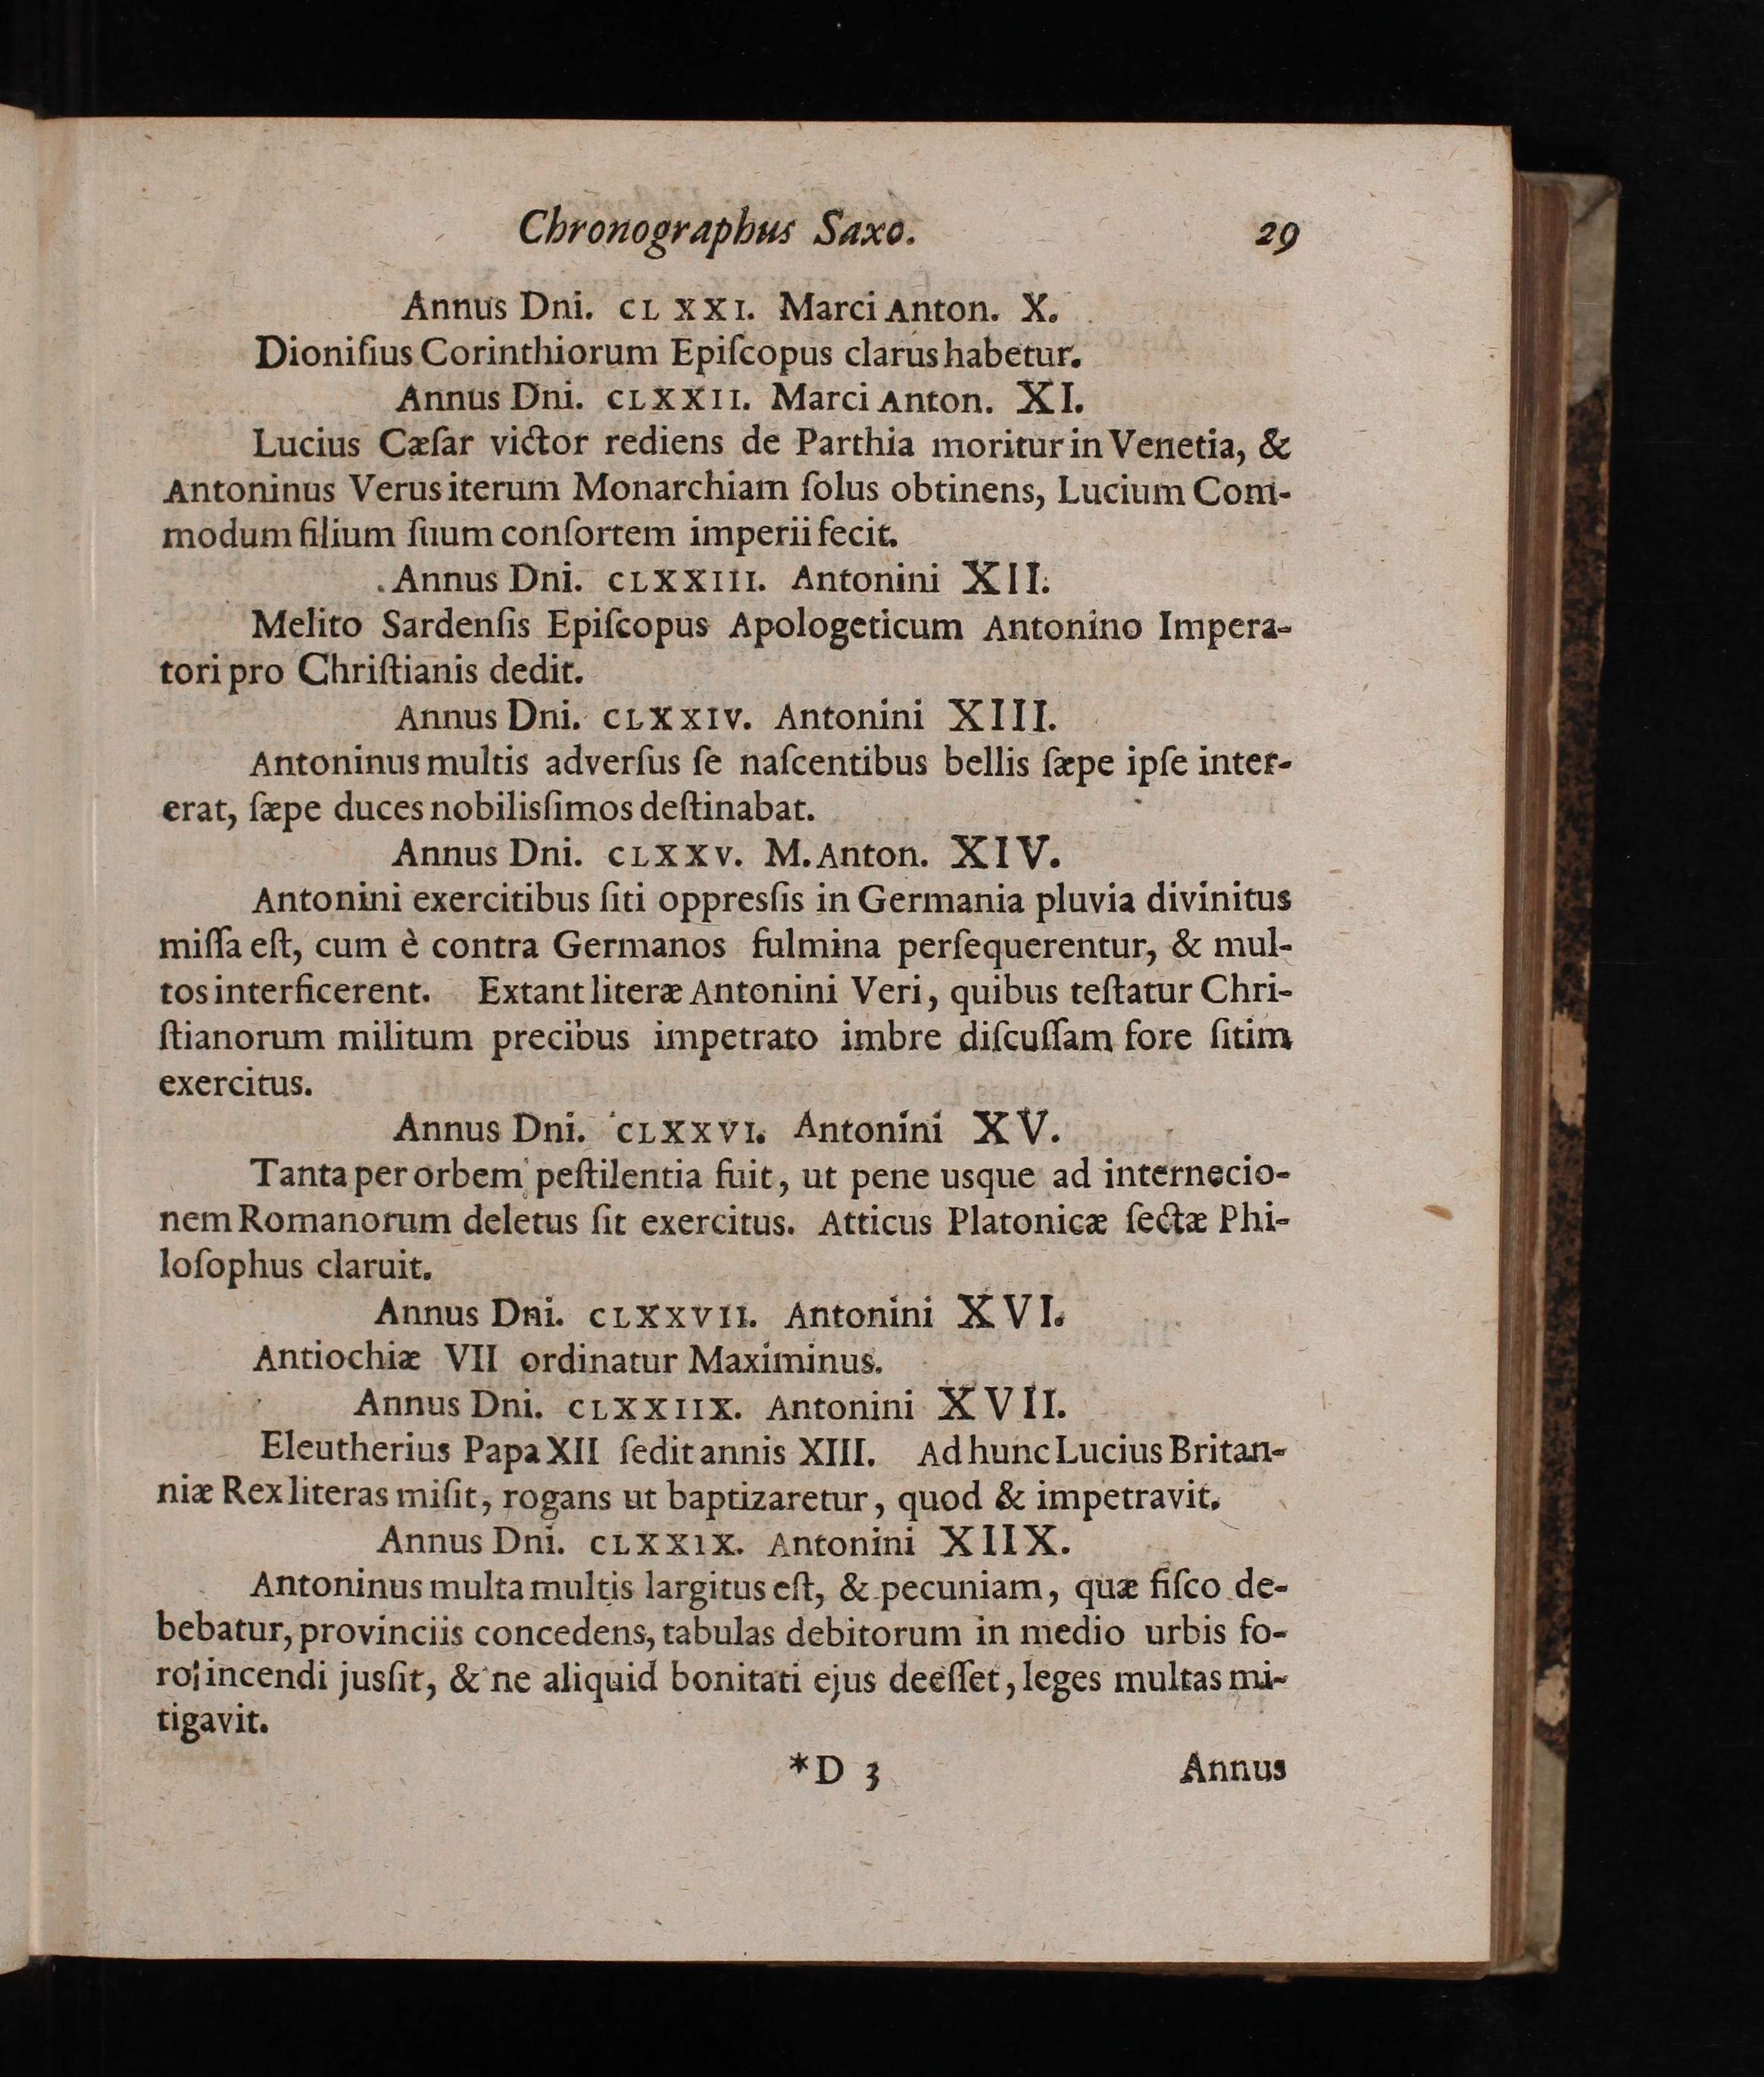 Chronographus Saxo. 29
Annus Dni. CLXXI. Marci Anton. X.
Dioniſius Corinthiorum Epiſcopus clarus habetur.
Annus Dni. CLXXII. Marci Anton. XI.
Lucius Cæſar victor rediens de Parthia moritur in Venetia, &
Antoninus Verus iterum Monarchiam ſolus obtinens, Lucium Com-
modum filium ſuum conſortem imperii fecit.
Annus Dni. CLXXIII. Antonini XII.
Melito Sardenſis Epiſcopus Apologeticum Antonino Impera-
tori pro Chriſtianis dedit.
Annus Dni. CLXXIV. Antonini XIII.
Antoninus multis adverſus ſe naſcentibus bellis ſæpe ipſe inter-
erat, ſæpe duces nobilisſimos deſtinabat.
Annus Dni. CLXXV. M. Anton. XIV.
Antonini exercitibus ſiti oppresſis in Germania pluvia divinitus
miſſa eſt, cum è contra Germanos fulmina perſequerentur, & mul-
tos interficerent. Extant literæ Antonini Veri, quibus teſtatur Chri-
ſtianorum militum precibus impetrato imbre diſcuſſam fore ſitim
exercitus.
Annus Dni. CLXXVI. Antonini XV.
Tanta per orbem peſtilentia fuit, ut pene usque ad internecio-
nem Romanorum deletus ſit exercitus. Atticus Platonicæ ſectæ Phi-
loſophus claruit.
Annus Dni. CLXXVII. Antonini XVI.
Antiochiæ VII ordinatur Maximinus.
Annus Dni. CLXXIIX. Antonini XVII.
Eleutherius Papa XII ſedit annis XIII. Ad hunc Lucius Britan-
niæ Rex literas miſit, rogans ut baptizaretur, quod & impetravit.
Annus Dni. CLXXIX. Antonini XIIX.
Antoninus multa multis largitus eſt, & pecuniam, quæ fiſco de-
bebatur, provinciis concedens, tabulas debitorum in medio urbis fo-
ro incendi jusſit, & ne aliquid bonitati ejus deeſſet, leges multas mi-
tigavit.
*D 3 Annus